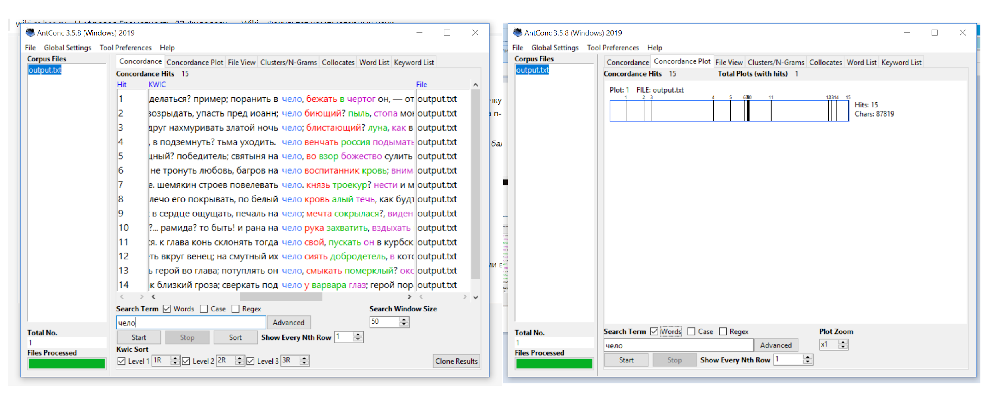 AntConc 3.5.8 (Windows) 2019
File Global Settings Tool Preferences Help
Corpus Files
output.txt
Total No.
1
Files Processed
Concordance Concordance Plot File View Clusters/N-Grams Collocates Word List Keyword List
Concordance Hits 15
Hit KWIC File
1 делаться? пример; поранить в чело, бежать в чертог он, — от output.txt
2 возрыдать, упасть пред иоанн; чело биющий? пыль, стопа мо output.txt
3 друг нахмуривать златой ночь чело; блистающий? луна, как в output.txt
4 , в подземнуть? тьма уходить. чело венчать россия подымать output.txt
5 щный? победитель; святыня на чело, во взор божество сулить output.txt
6 не тронуть любовь, багров на чело воспитанник кровь; вним output.txt
7 е. шемякин строев повелевать чело. князь троекур? нести и м output.txt
8 лечо его покрывать, по белый чело кровь алый течь, как буд output.txt
9 в сердце ощущать, печаль на чело; мечта сокрылася?, виден output.txt
10 ?... рамида? то быть! и рана на чело рука захватить, вздыхать output.txt
11 ся. к глава конь склонять тогда чело свой, пускать он в курбск output.txt
12 ть вкруг венец; на смутный их чело сиять добродетель, в кото output.txt
13 ь герой во глава; потуплять он чело, смыкать померклый? окс output.txt
14 к близкий гроза; сверкать под чело у варвара глаз; герой пор output.txt
Search Term Words Case Regex Search Window Size
чело Advanced 50
Start Stop Sort Show Every Nth Row 1
Kwic Sort
Level 1 1R Level 2 2R Level 3 3R Clone Results
AntConc 3.5.8 (Windows) 2019
File Global Settings Tool Preferences Help
Corpus Files
output.txt
Total No.
1
Files Processed
Concordance Concordance Plot File View Clusters/N-Grams Collocates Word List Keyword List
Concordance Hits 15 Total Plots (with hits) 1
Plot: 1 FILE: output.txt
1 2 3 4 5 6 11 15
Hits: 15
Chars: 87819
Search Term Words Case Regex Plot Zoom
чело Advanced x1
Start Stop Show Every Nth Row 1